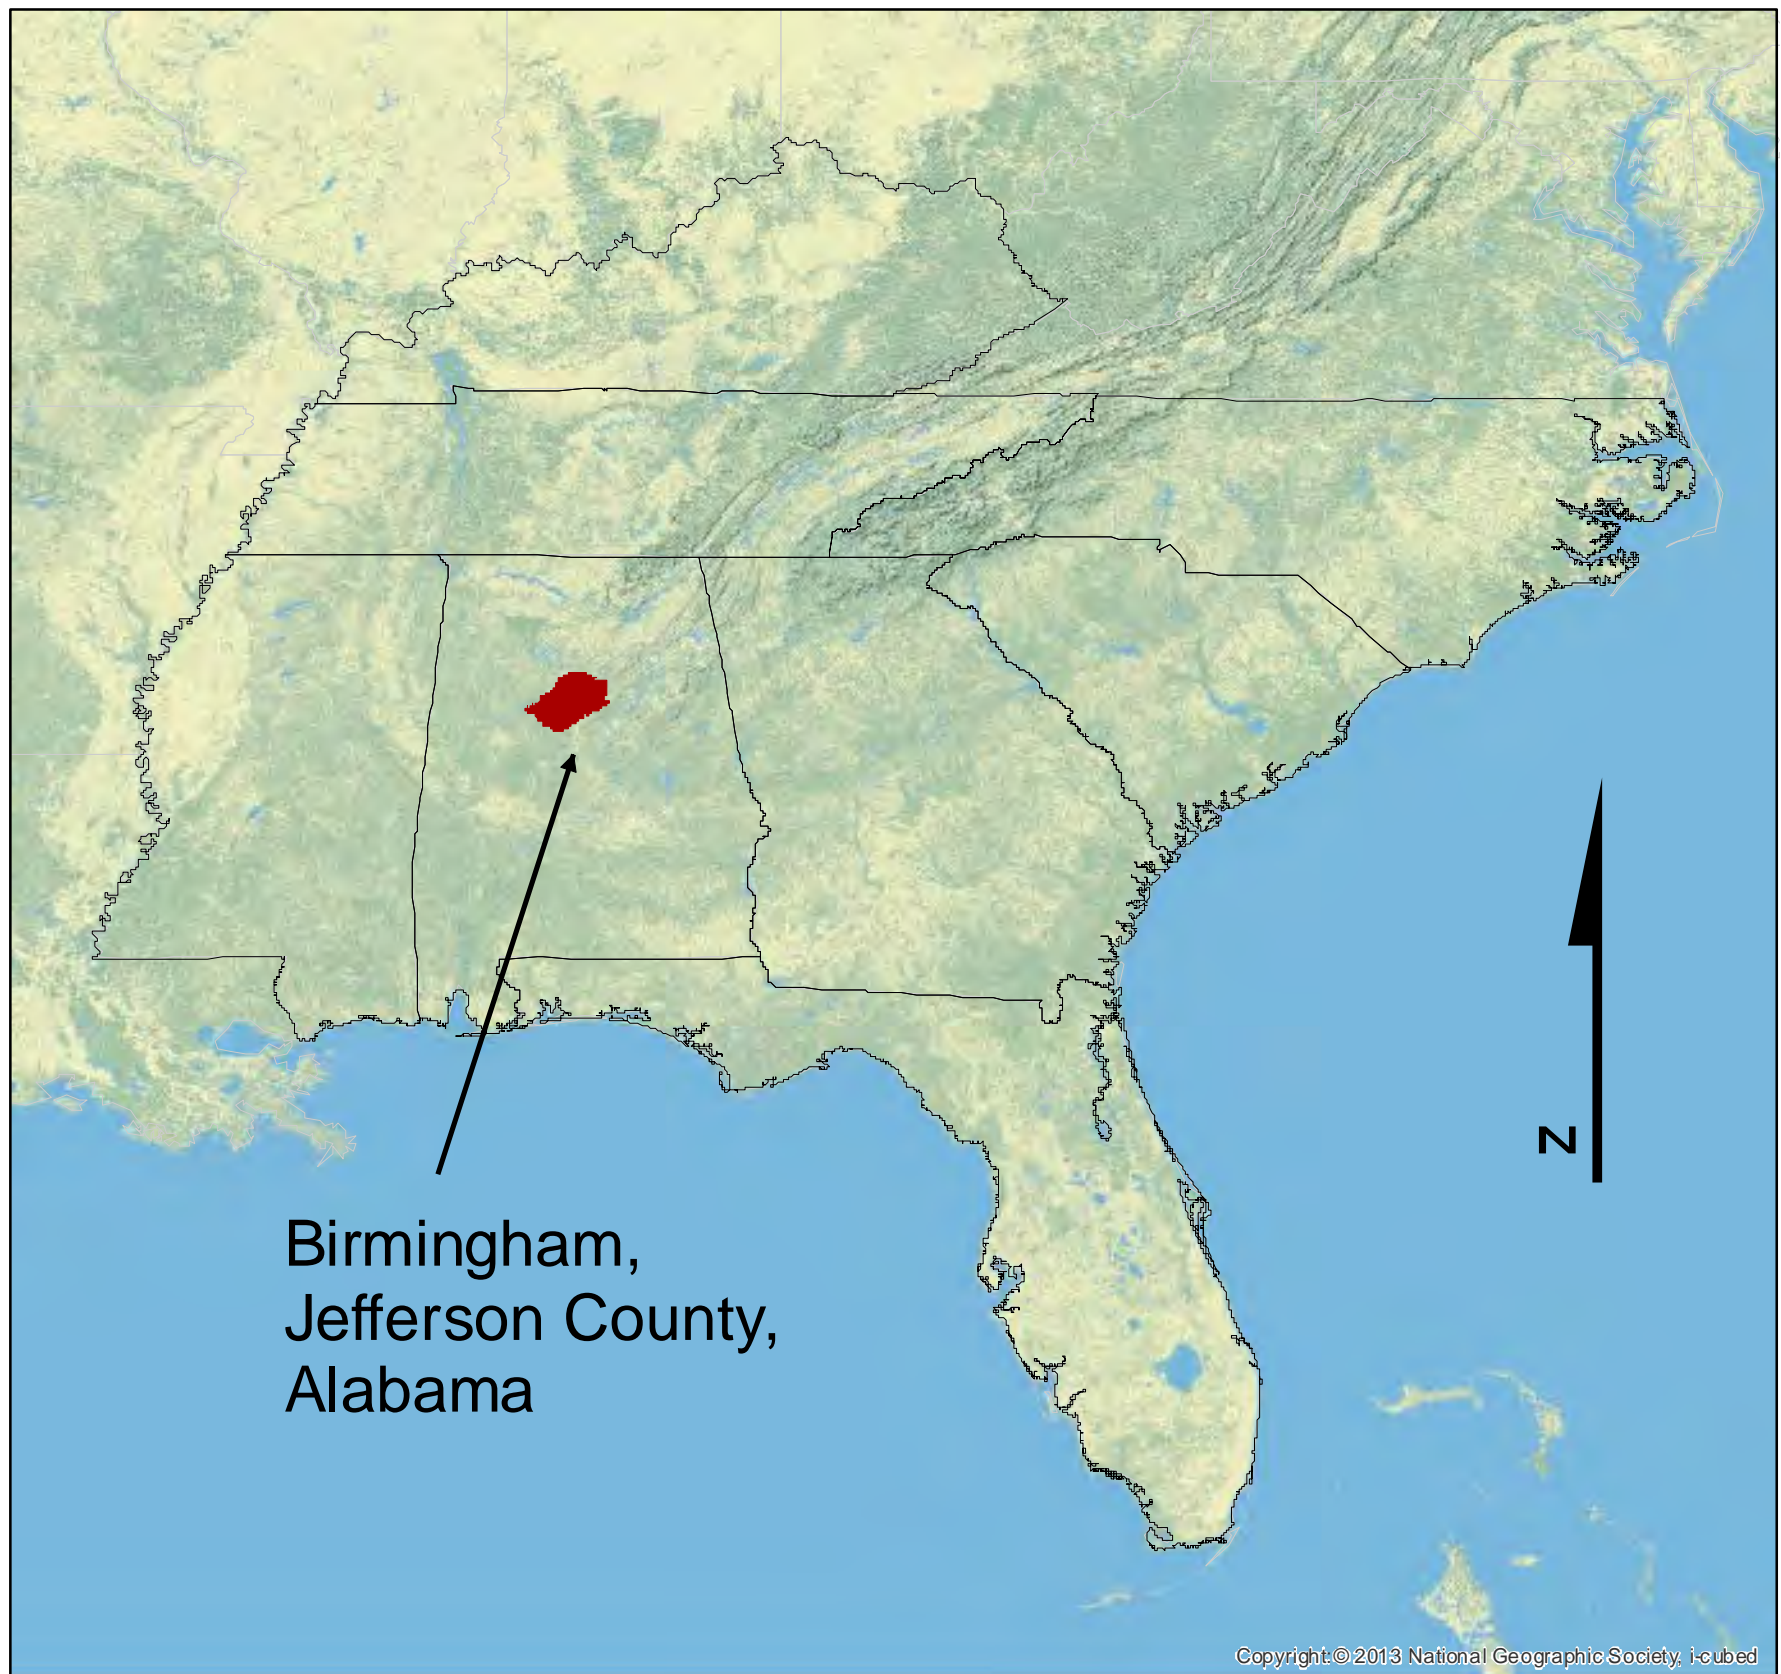 Birmingham,
Jefferson County,
Alabama
N
Copyright:© 2013 National Geographic Society, i-cubed